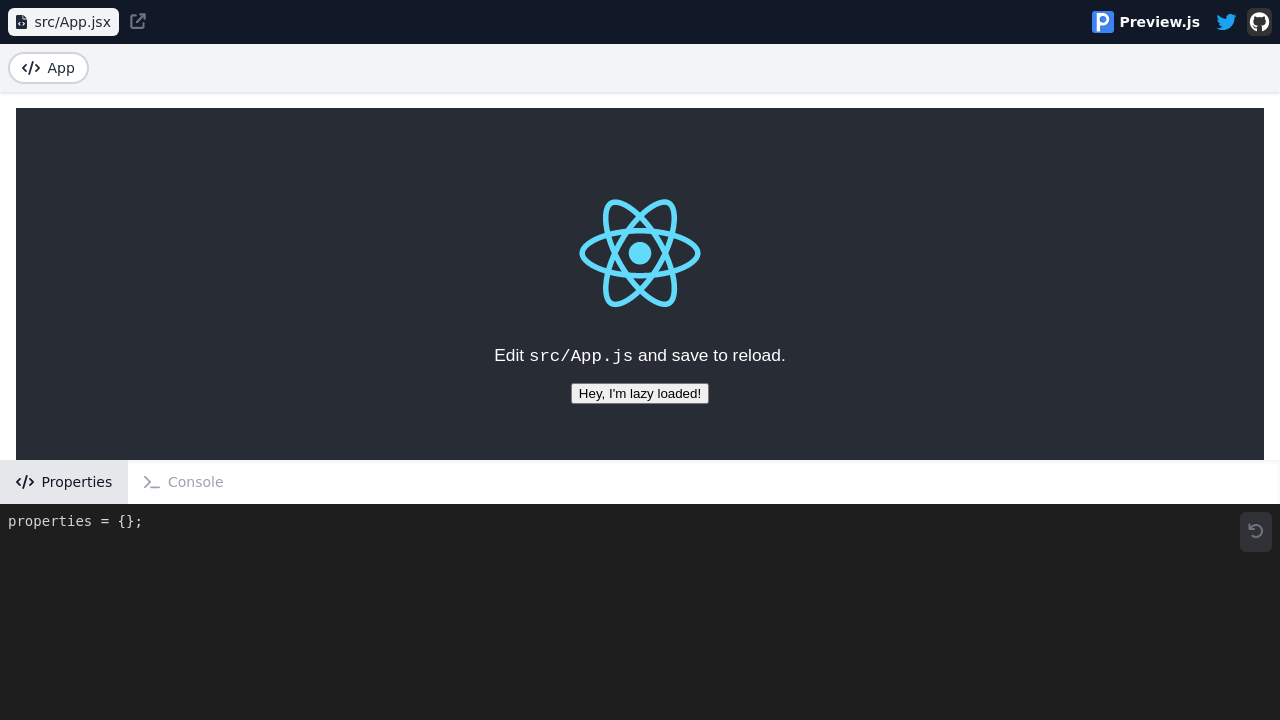 src/App.jsx
Preview.js
App
Edit src/App.js and save to reload.
Hey, I'm lazy loaded!
Properties
Console
properties = {};